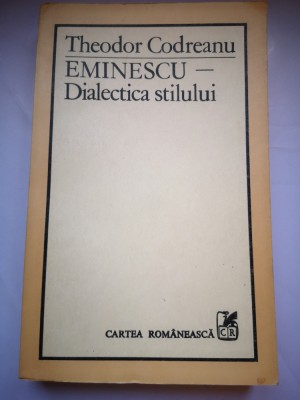 Theodor Codreanu
EMINESCU —
Dialectica stilului
CARTEA ROMÂNEASCĂ
CR